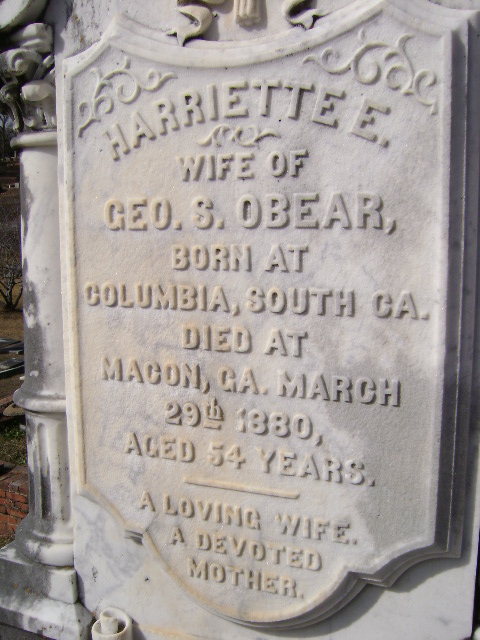 HARRIETTE E.
WIFE OF
GEO. S. OBEAR,
BORN AT
COLUMBIA, SOUTH CA.
DIED AT
MACON, GA. MARCH
29th 1880,
AGED 54 YEARS.
A LOVING WIFE.
A DEVOTED
MOTHER.